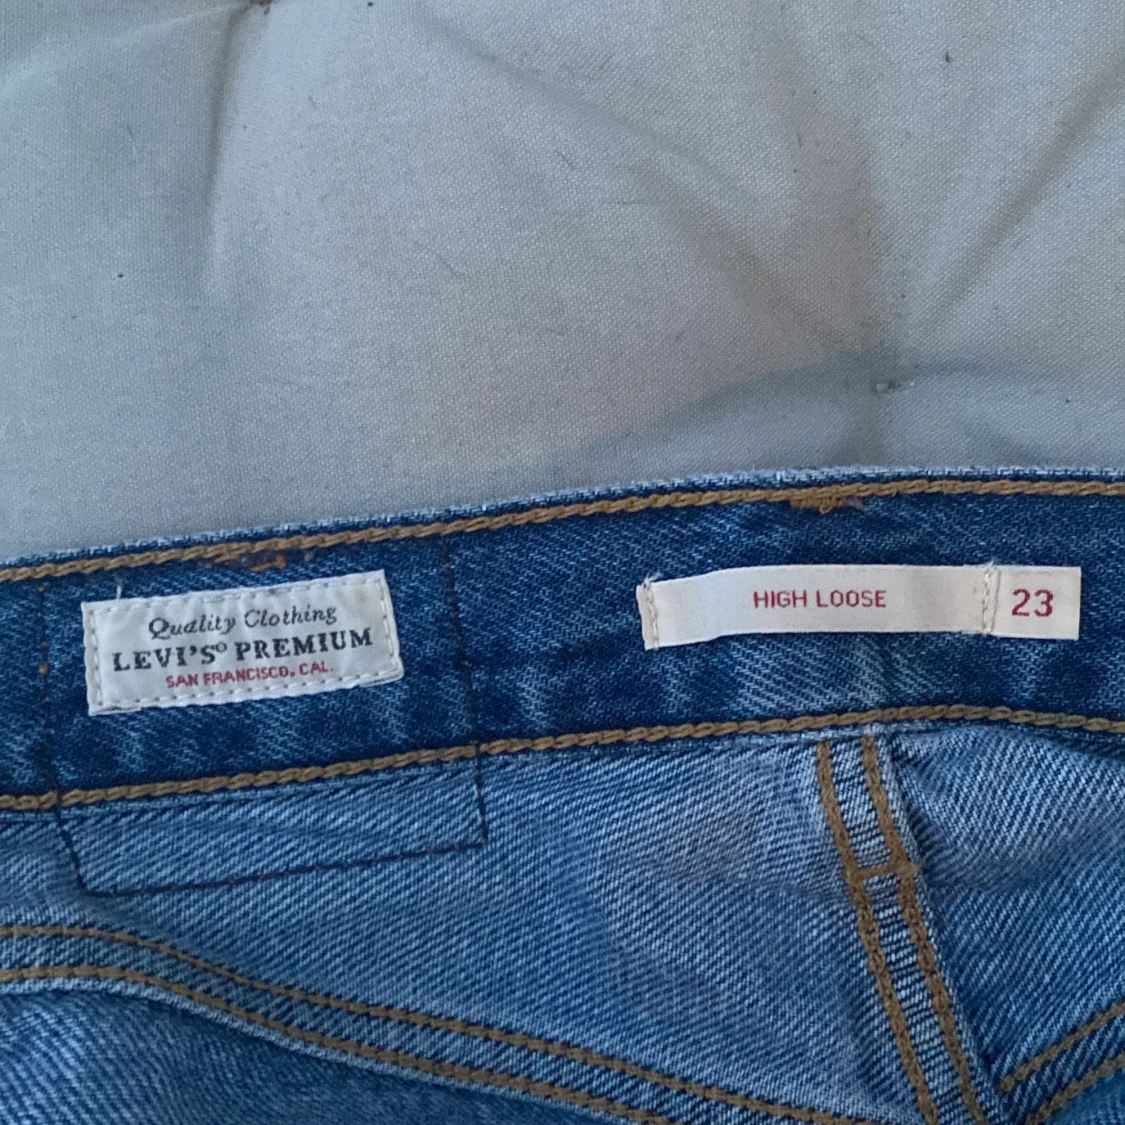 Quality Clothing
LEVI'S® PREMIUM
SAN FRANCISCO, CAL.
HIGH LOOSE
23